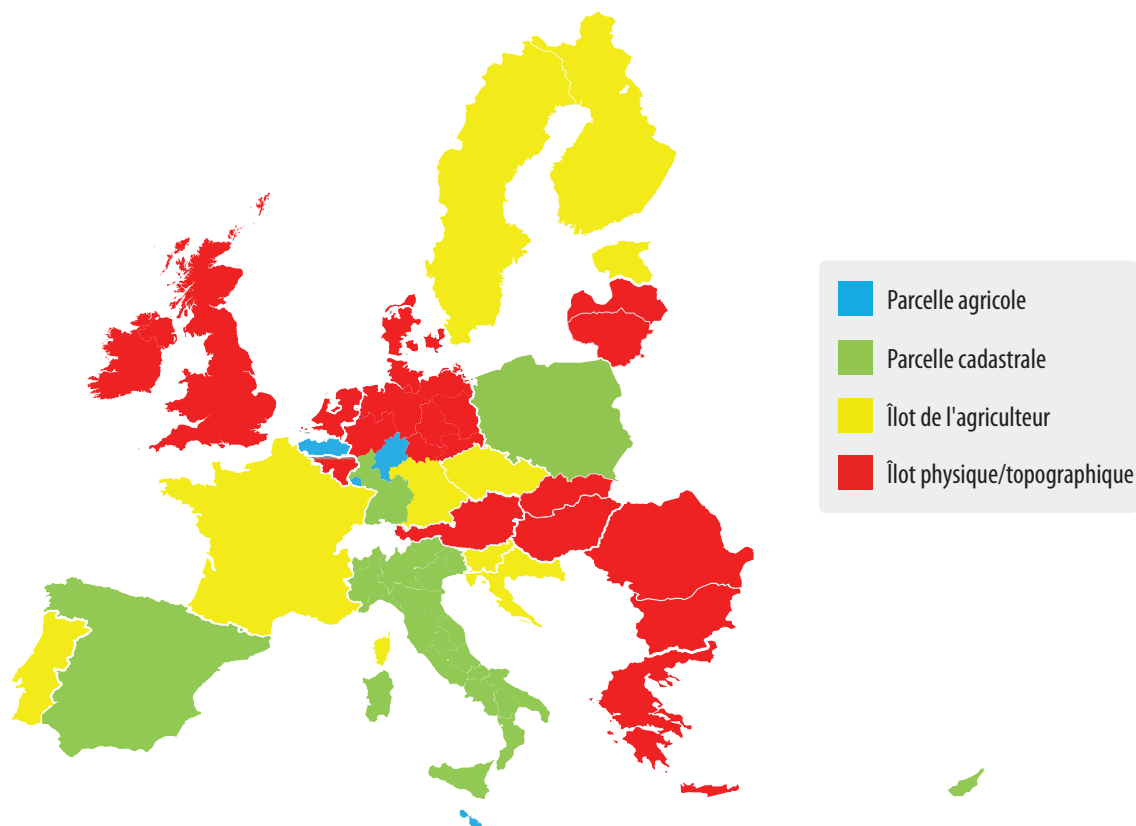 Parcelle agricole
Parcelle cadastrale
Îlot de l'agriculteur
Îlot physique/topographique